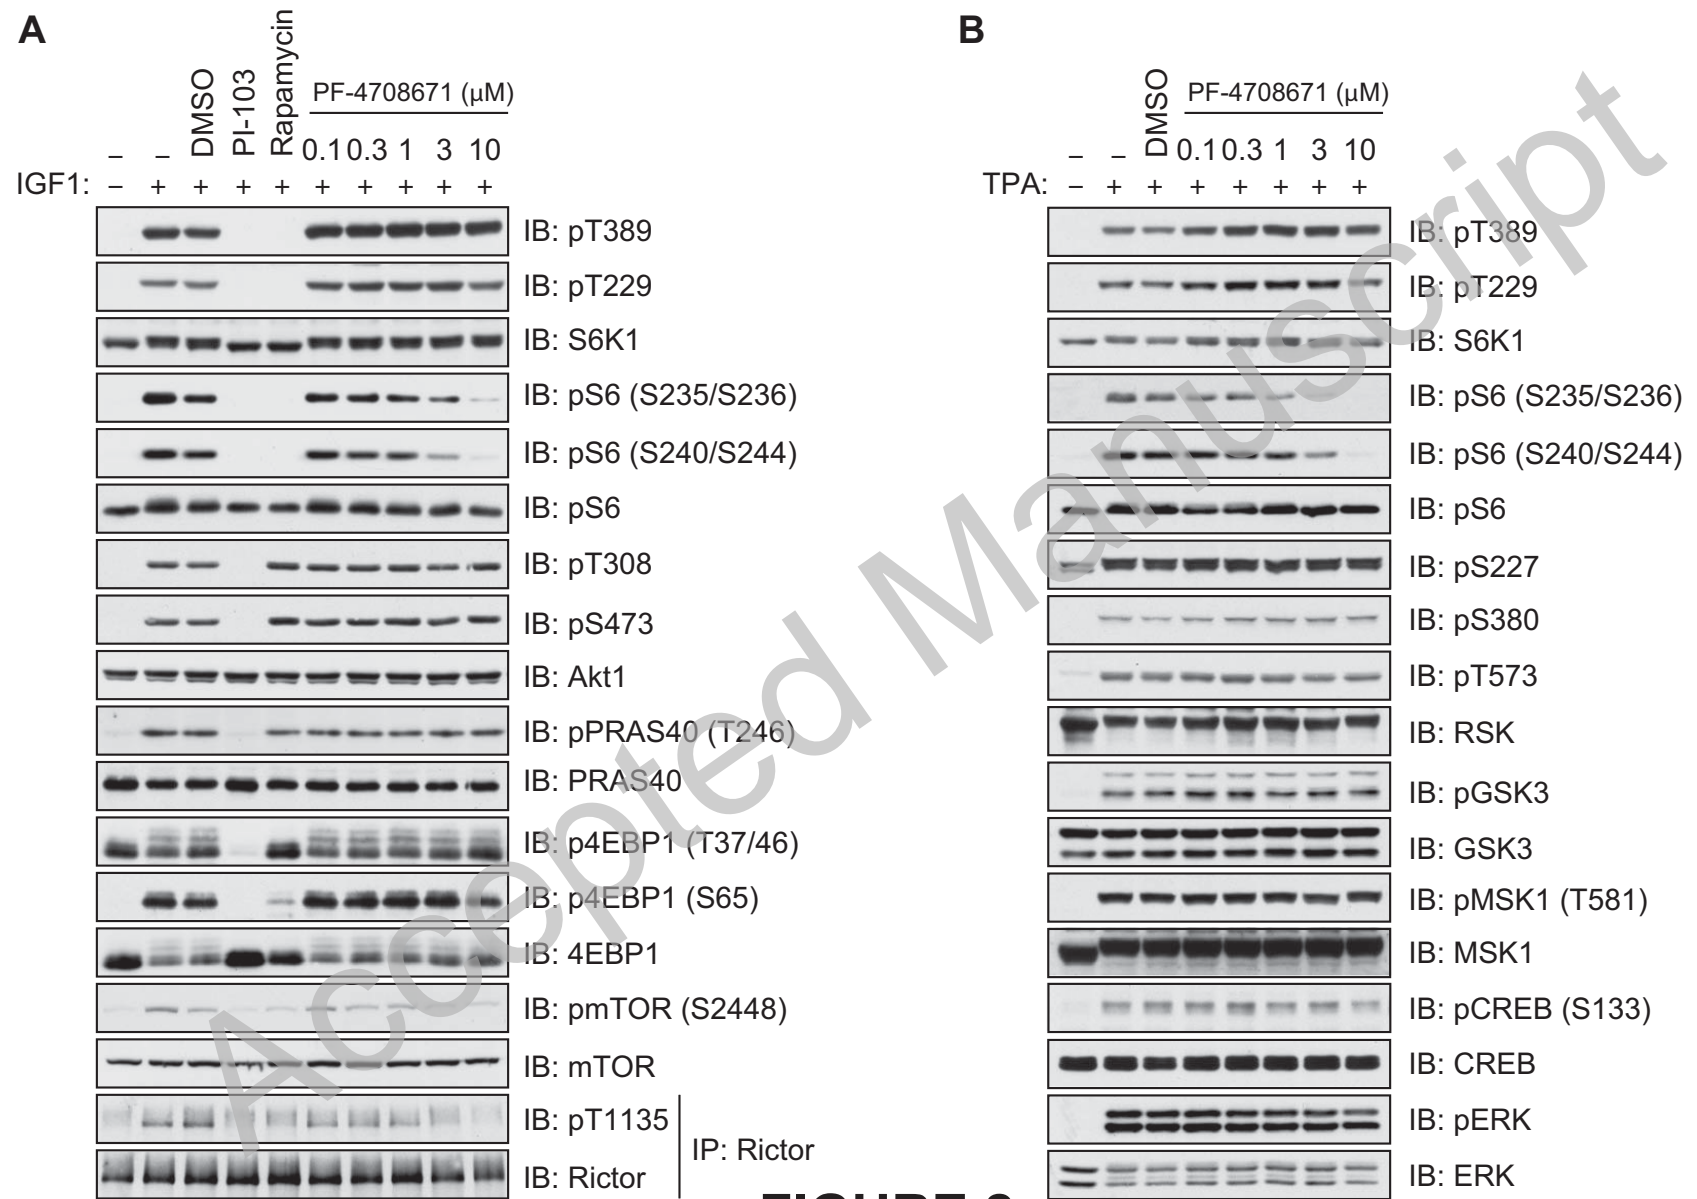 A
DMSO
PI-103
Rapamycin
PF-4708671 (µM)
– – 0.1 0.3 1 3 10
IGF1: – + + + + + + + + +
IB: pT389
IB: pT229
IB: S6K1
IB: pS6 (S235/S236)
IB: pS6 (S240/S244)
IB: pS6
IB: pT308
IB: pS473
IB: Akt1
IB: pPRAS40 (T246)
IB: PRAS40
IB: p4EBP1 (T37/46)
IB: p4EBP1 (S65)
IB: 4EBP1
IB: pmTOR (S2448)
IB: mTOR
IB: pT1135
IB: Rictor
IP: Rictor
B
DMSO
PF-4708671 (µM)
– – 0.1 0.3 1 3 10
TPA: – + + + + + + +
IB: pT389
IB: pT229
IB: S6K1
IB: pS6 (S235/S236)
IB: pS6 (S240/S244)
IB: pS6
IB: pS227
IB: pS380
IB: pT573
IB: RSK
IB: pGSK3
IB: GSK3
IB: pMSK1 (T581)
IB: MSK1
IB: pCREB (S133)
IB: CREB
IB: pERK
IB: ERK
Accepted Manuscript